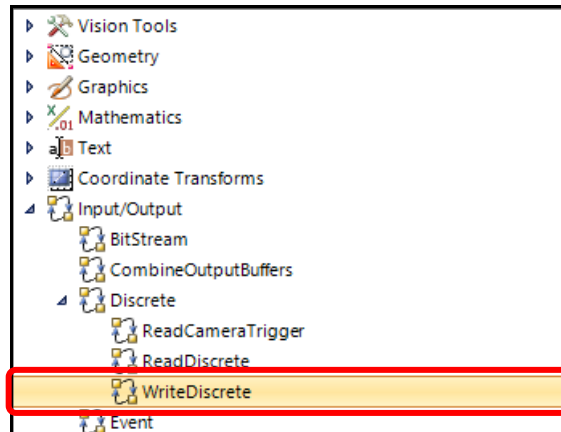 Vision Tools
Geometry
Graphics
Mathematics
Text
Coordinate Transforms
Input/Output
BitStream
CombineOutputBuffers
Discrete
ReadCameraTrigger
ReadDiscrete
WriteDiscrete
Event